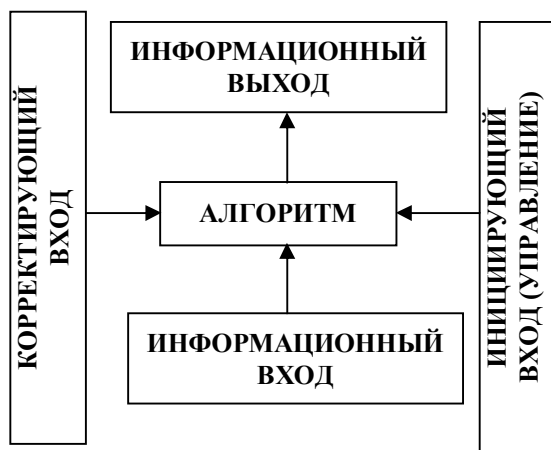 ИНФОРМАЦИОННЫЙ
ВЫХОД
КОРРЕКТИРУЮЩИЙ
ВХОД
АЛГОРИТМ
ИНИЦИИРУЮЩИЙ
ВХОД (УПРАВЛЕНИЕ)
ИНФОРМАЦИОННЫЙ
ВХОД